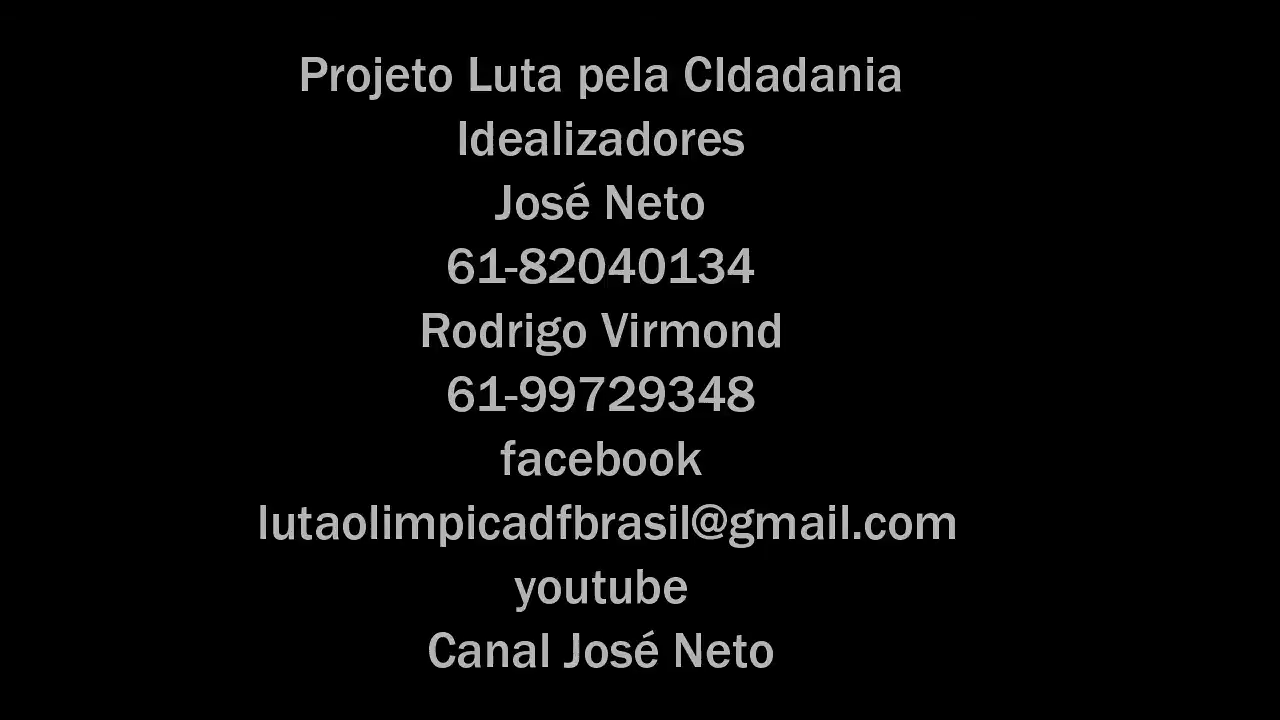 Projeto Luta pela CIdadania
Idealizadores
José Neto
61-82040134
Rodrigo Virmond
61-99729348
facebook
lutaolimpicadfbrasil@gmail.com
youtube
Canal José Neto